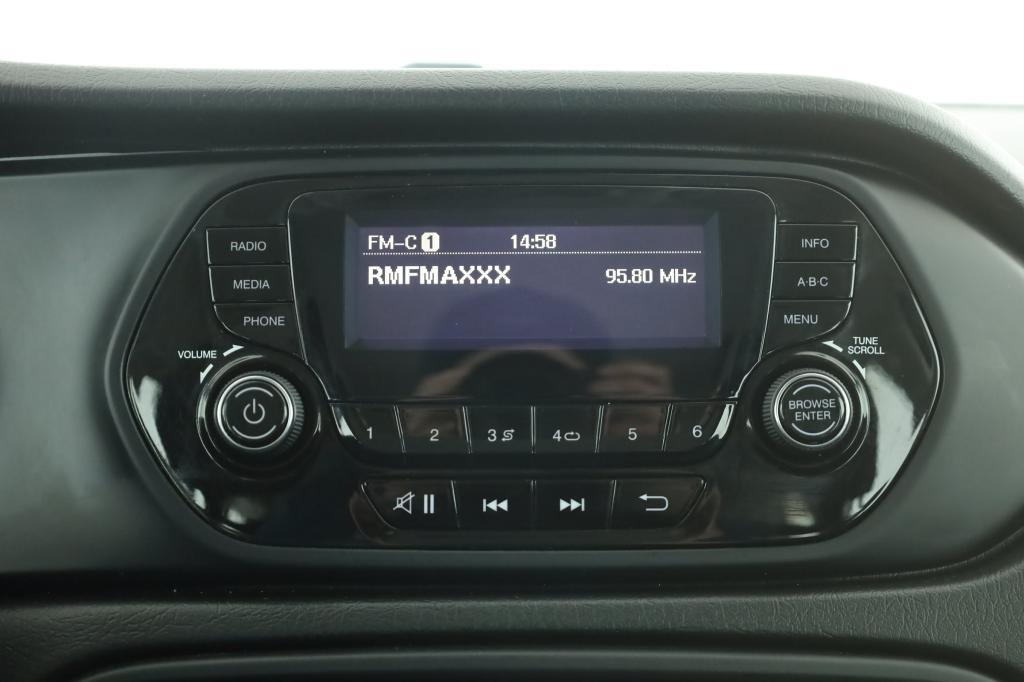 FM-C 1 14:58
RMFMAXXX 95.80 MHz
RADIO
MEDIA
PHONE
VOLUME
INFO
A·B·C
MENU
TUNE
SCROLL
BROWSE
ENTER
1 2 3 4 5 6